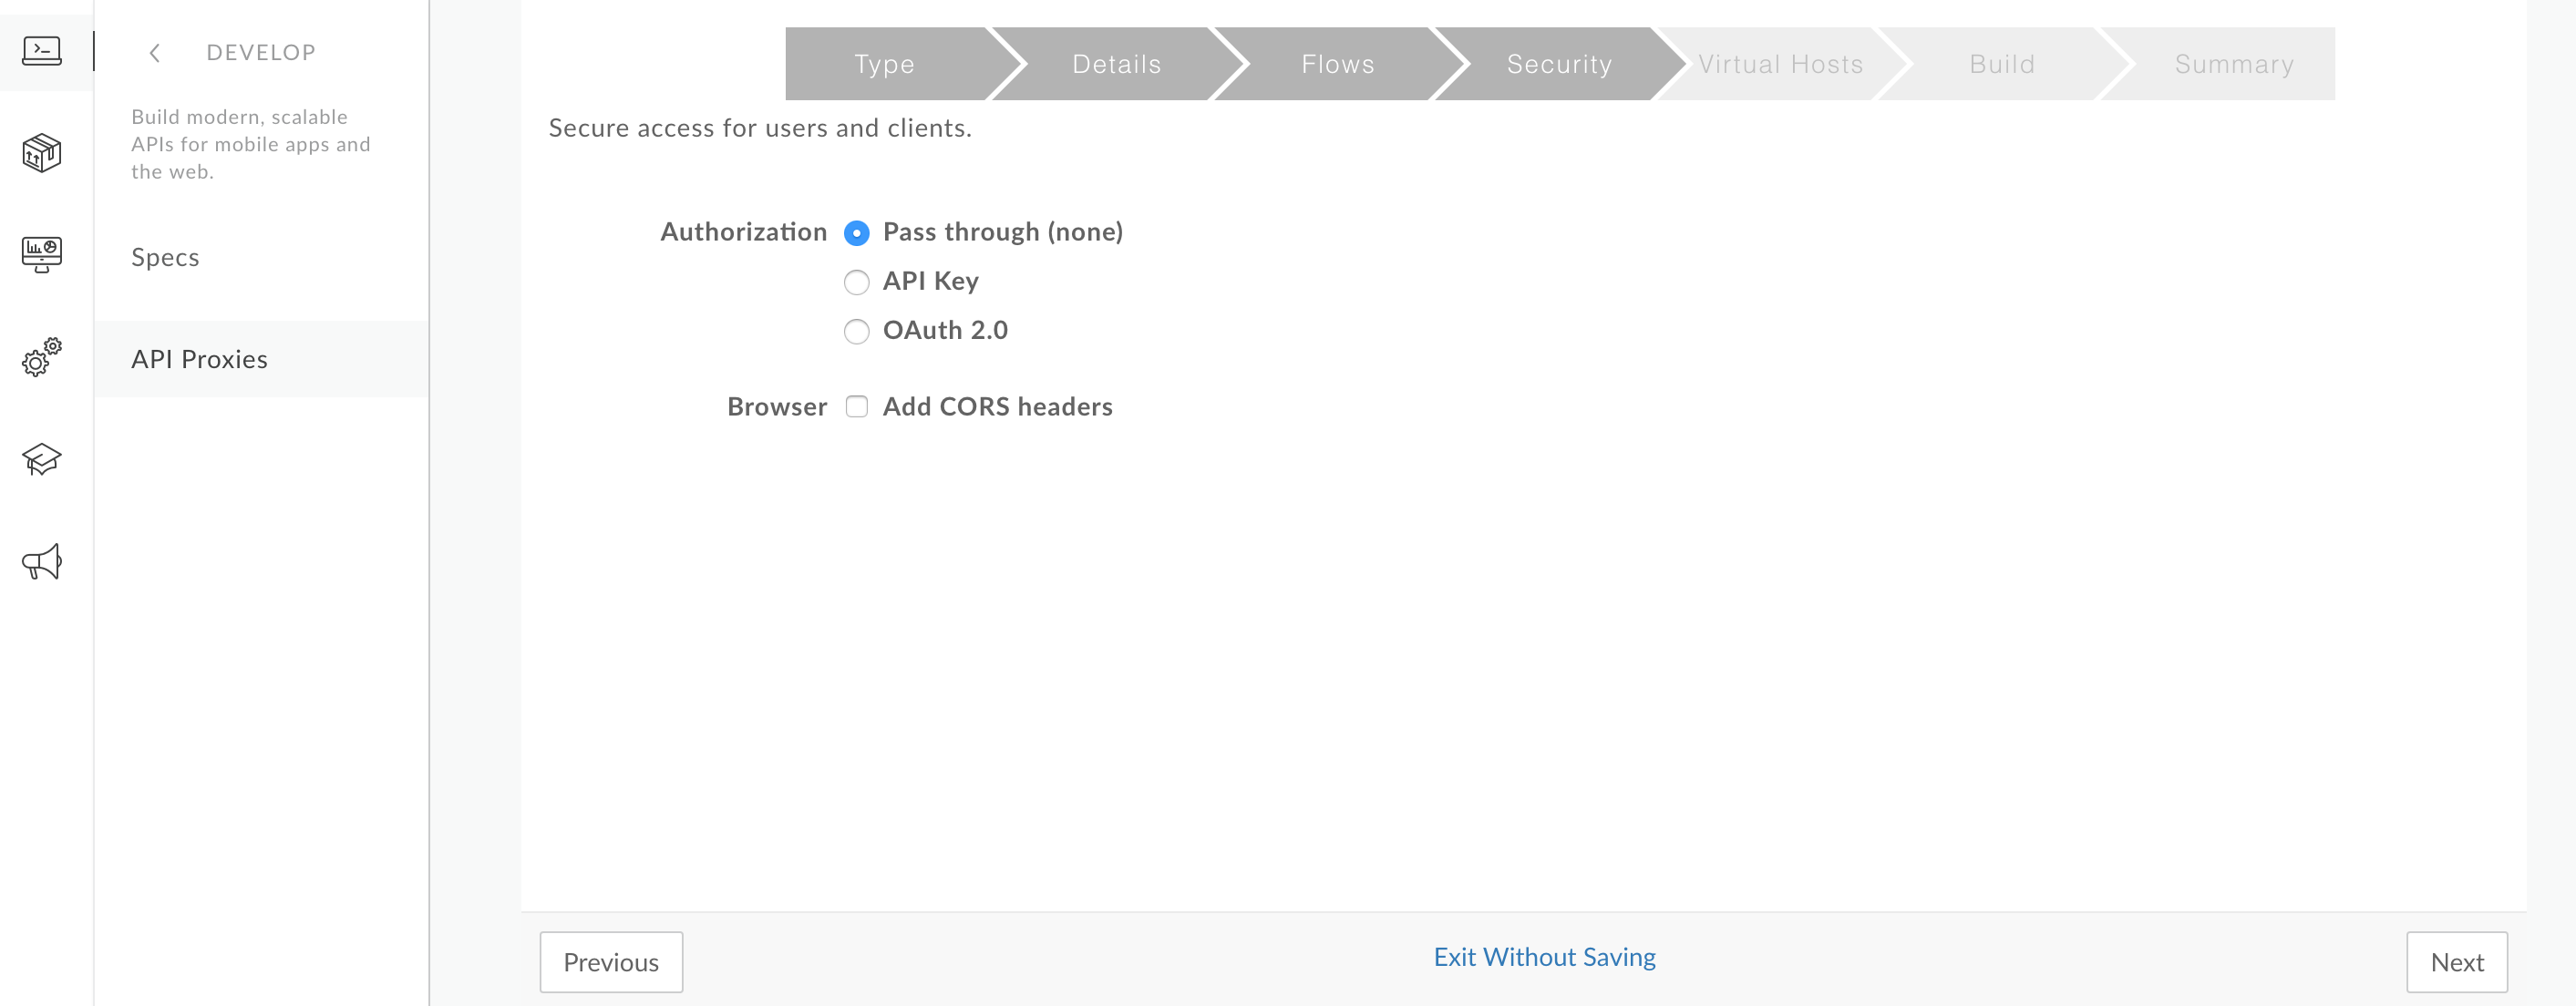 DEVELOP
Build modern, scalable
APIs for mobile apps and
the web.
Specs
API Proxies
Type
Details
Flows
Security
Virtual Hosts
Build
Summary
Secure access for users and clients.
Authorization
Pass through (none)
API Key
OAuth 2.0
Browser
Add CORS headers
Previous
Exit Without Saving
Next